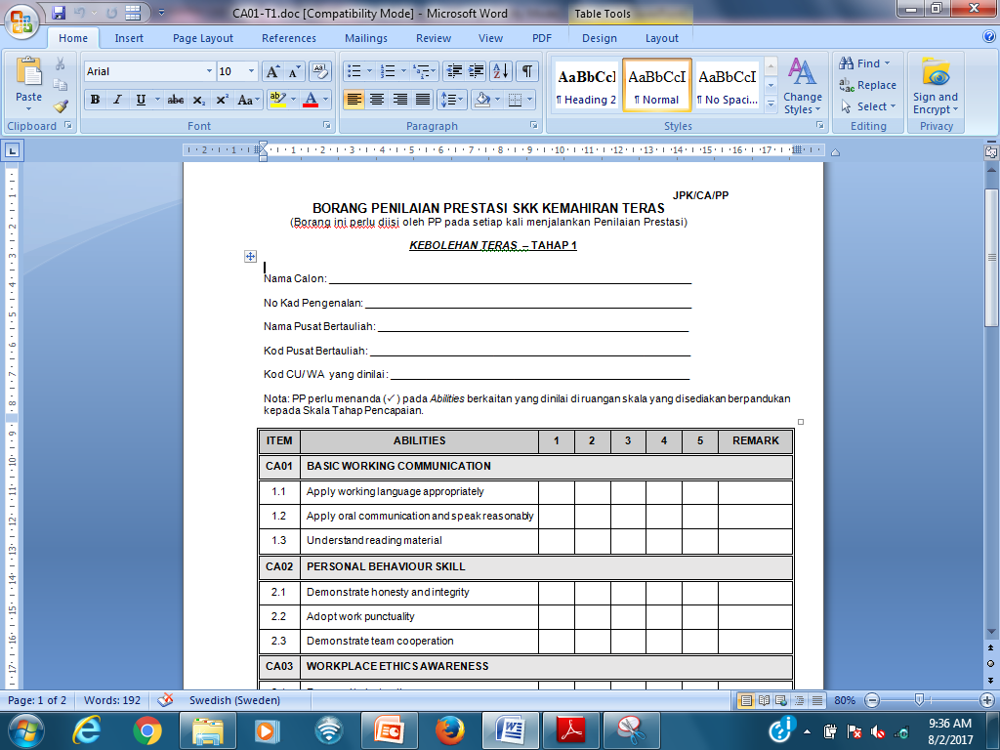 CA01-T1.doc [Compatibility Mode] - Microsoft Word
Table Tools
Home Insert Page Layout References Mailings Review View PDF Design Layout
Paste
Clipboard
Arial 10
Font
Paragraph
AaBbCcI AaBbCcI AaBbCcI
¶ Heading 2 ¶ Normal ¶ No Spaci...
Change Styles
Styles
Find
Replace
Select
Editing
Sign and Encrypt
Privacy
JPK/CA/PP
BORANG PENILAIAN PRESTASI SKK KEMAHIRAN TERAS
(Borang ini perlu diisi oleh PP pada setiap kali menjalankan Penilaian Prestasi)
KEBOLEHAN TERAS – TAHAP 1
Nama Calon:
No Kad Pengenalan:
Nama Pusat Bertauliah:
Kod Pusat Bertauliah:
Kod CU/ WA yang dinilai :
Nota: PP perlu menanda (✓) pada Abilities berkaitan yang dinilai di ruangan skala yang disediakan berpandukan
kepada Skala Tahap Pencapaian.
ITEM ABILITIES 1 2 3 4 5 REMARK
CA01 BASIC WORKING COMMUNICATION
1.1 Apply working language appropriately
1.2 Apply oral communication and speak reasonably
1.3 Understand reading material
CA02 PERSONAL BEHAVIOUR SKILL
2.1 Demonstrate honesty and integrity
2.2 Adopt work punctuality
2.3 Demonstrate team cooperation
CA03 WORKPLACE ETHICS AWARENESS
Page: 1 of 2 Words: 192 Swedish (Sweden) 80%
9:36 AM
8/2/2017